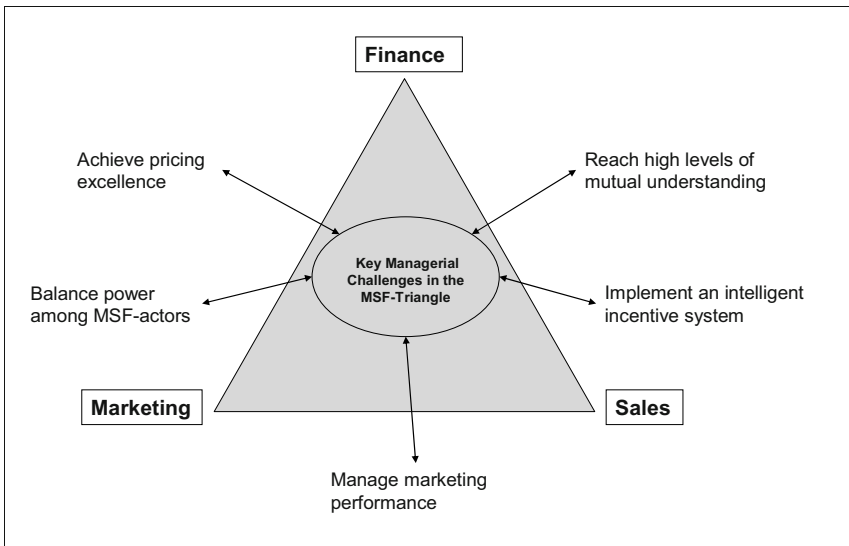 Finance
Achieve pricing
excellence
Reach high levels of
mutual understanding
Key Managerial
Challenges in the
MSF-Triangle
Balance power
among MSF-actors
Implement an intelligent
incentive system
Marketing
Sales
Manage marketing
performance